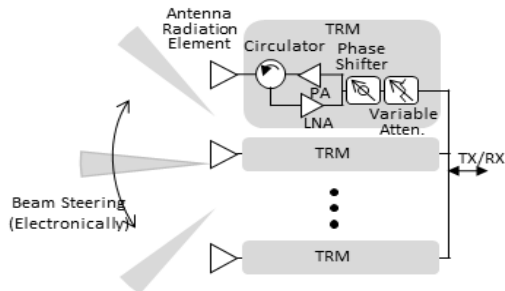 Antenna
Radiation
Element
TRM
Circulator
Phase
Shifter
PA
LNA
Variable
Atten.
TRM
TX/RX
Beam Steering
(Electronically)
TRM